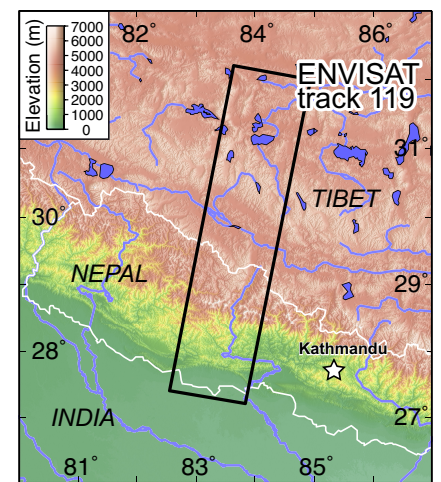 Elevation (m)
7000
6000
5000
4000
3000
2000
1000
0
82°
84°
86°
ENVISAT
track 119
31°
TIBET
30°
NEPAL
29°
28°
Kathmandu
INDIA
27°
81°
83°
85°